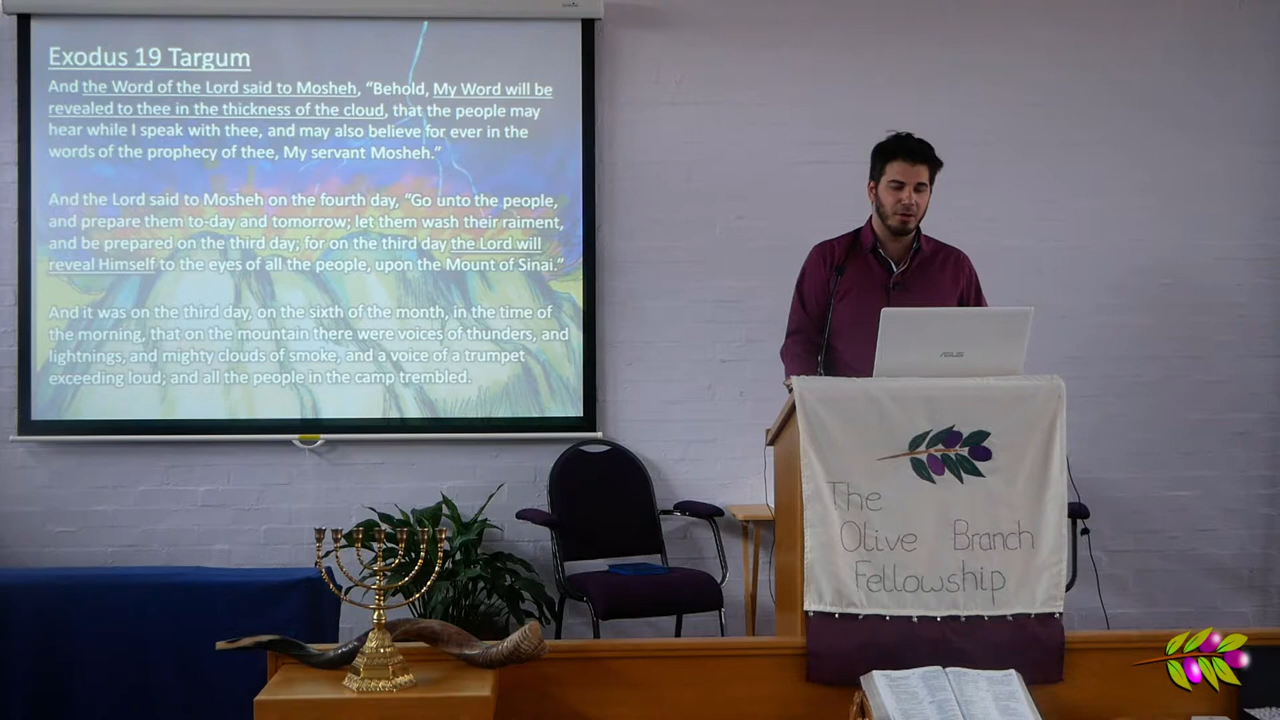 Exodus 19 Targum
And the Word of the Lord said to Mosheh, “Behold, My Word will be
revealed to thee in the thickness of the cloud, that the people may
hear while I speak with thee, and may also believe for ever in the
words of the prophecy of thee, My servant Mosheh.”
And the Lord said to Mosheh on the fourth day, “Go unto the people,
and prepare them to-day and tomorrow; let them wash their raiment,
and be prepared on the third day; for on the third day the Lord will
reveal Himself to the eyes of all the people, upon the Mount of Sinai.”
And it was on the third day, on the sixth of the month, in the time of
the morning, that on the mountain there were voices of thunders, and
lightnings, and mighty clouds of smoke, and a voice of a trumpet
exceeding loud; and all the people in the camp trembled.
ASUS
The
Olive Branch
Fellowship